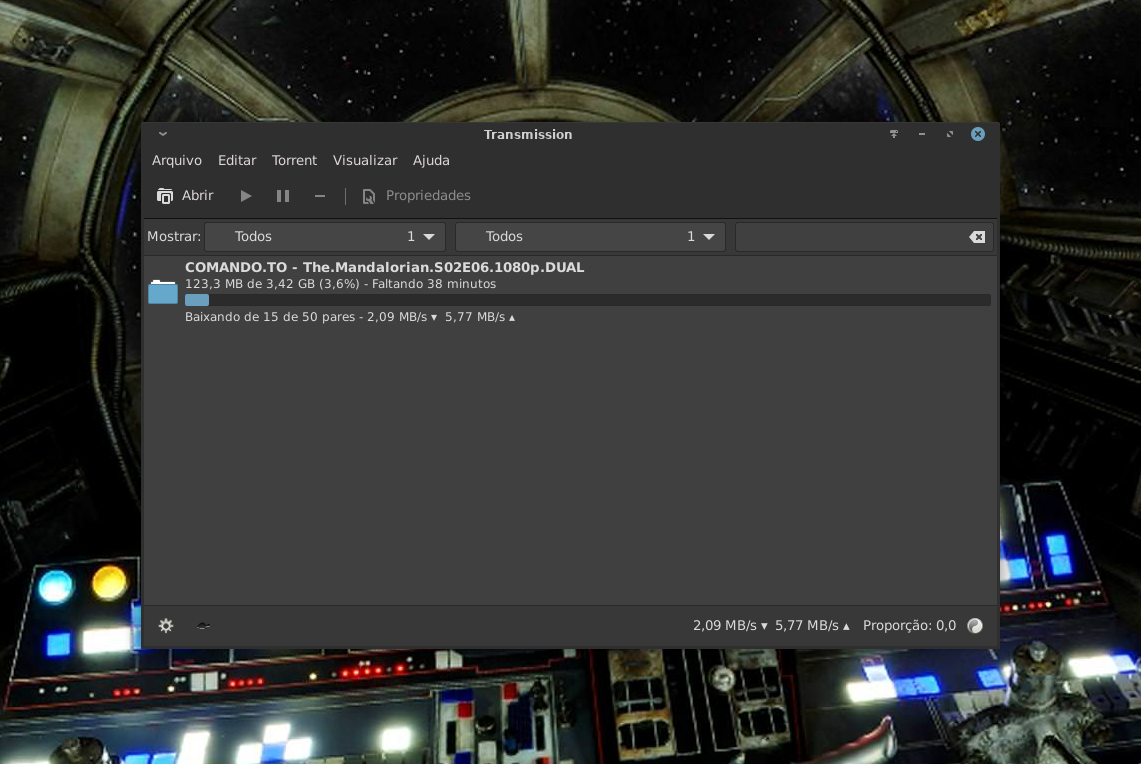 Transmission
Arquivo Editar Torrent Visualizar Ajuda
Abrir Propriedades
Mostrar: Todos 1 Todos 1
COMANDO.TO - The.Mandalorian.S02E06.1080p.DUAL
123,3 MB de 3,42 GB (3,6%) - Faltando 38 minutos
Baixando de 15 de 50 pares - 2,09 MB/s ▾ 5,77 MB/s ▴
2,09 MB/s ▾ 5,77 MB/s ▴ Proporção: 0,0